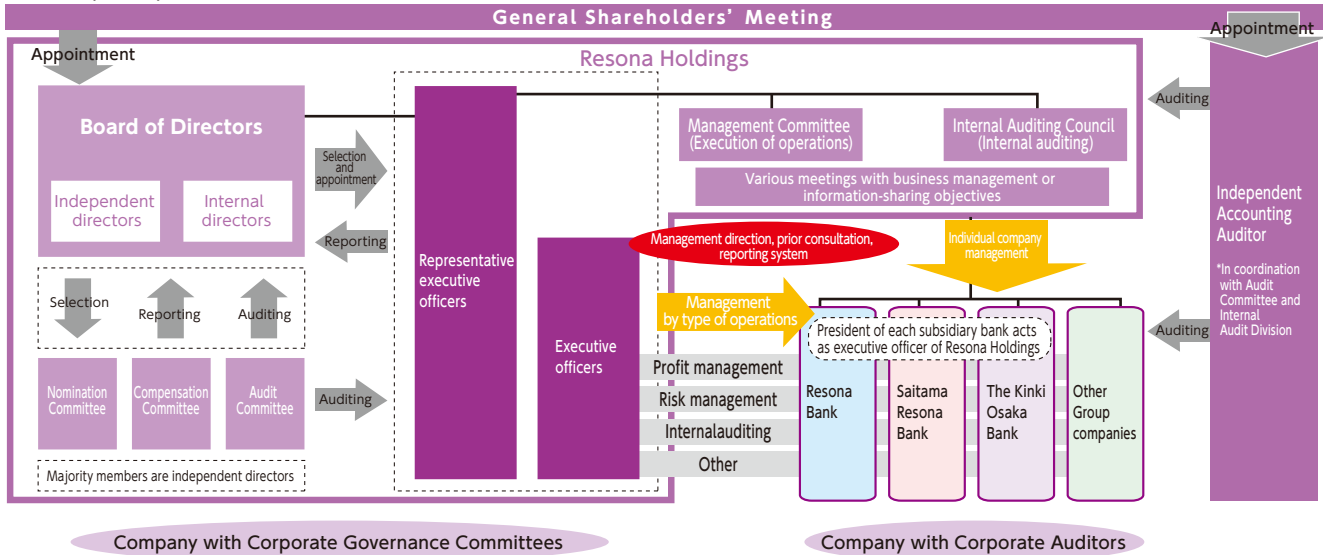 General Shareholders' Meeting
Appointment
Appointment
Resona Holdings
Board of Directors
Independent
directors
Internal
directors
Selection
and
appointment
Reporting
Selection
Reporting
Auditing
Nomination
Committee
Compensation
Committee
Audit
Committee
Auditing
Majority members are independent directors
Representative
executive
officers
Executive
officers
Management Committee
(Execution of operations)
Internal Auditing Council
(Internal auditing)
Various meetings with business management or
information-sharing objectives
Management direction, prior consultation,
reporting system
Individual company
management
Management
by type of operations
President of each subsidiary bank acts
as executive officer of Resona Holdings
Profit management
Risk management
Internalauditing
Other
Resona
Bank
Saitama
Resona
Bank
The Kinki
Osaka
Bank
Other
Group
companies
Auditing
Auditing
Independent
Accounting
Auditor
*In coordination
with Audit
Committee and
Internal
Audit Division
Company with Corporate Governance Committees
Company with Corporate Auditors